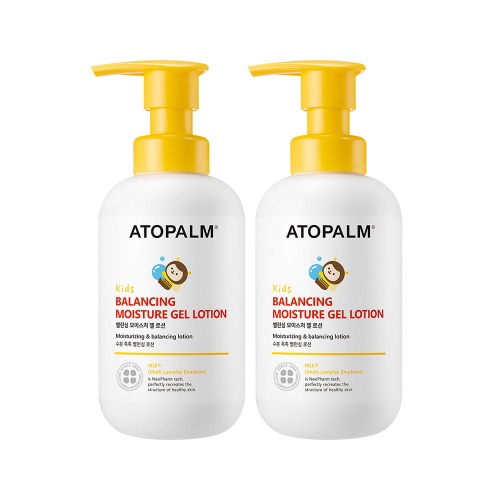 ATOPALM®
Kids
BALANCING
MOISTURE GEL LOTION
밸런싱 모이스처 젤 로션
Moisturizing & balancing lotion
수분 촉촉 밸런싱 로션
MLE®
(Multi-Lamellar Emulsion)
is NeoPharm tech,
perfectly recreates the
structure of healthy skin.
ATOPALM®
Kids
BALANCING
MOISTURE GEL LOTION
밸런싱 모이스처 젤 로션
Moisturizing & balancing lotion
수분 촉촉 밸런싱 로션
MLE®
(Multi-Lamellar Emulsion)
is NeoPharm tech,
perfectly recreates the
structure of healthy skin.